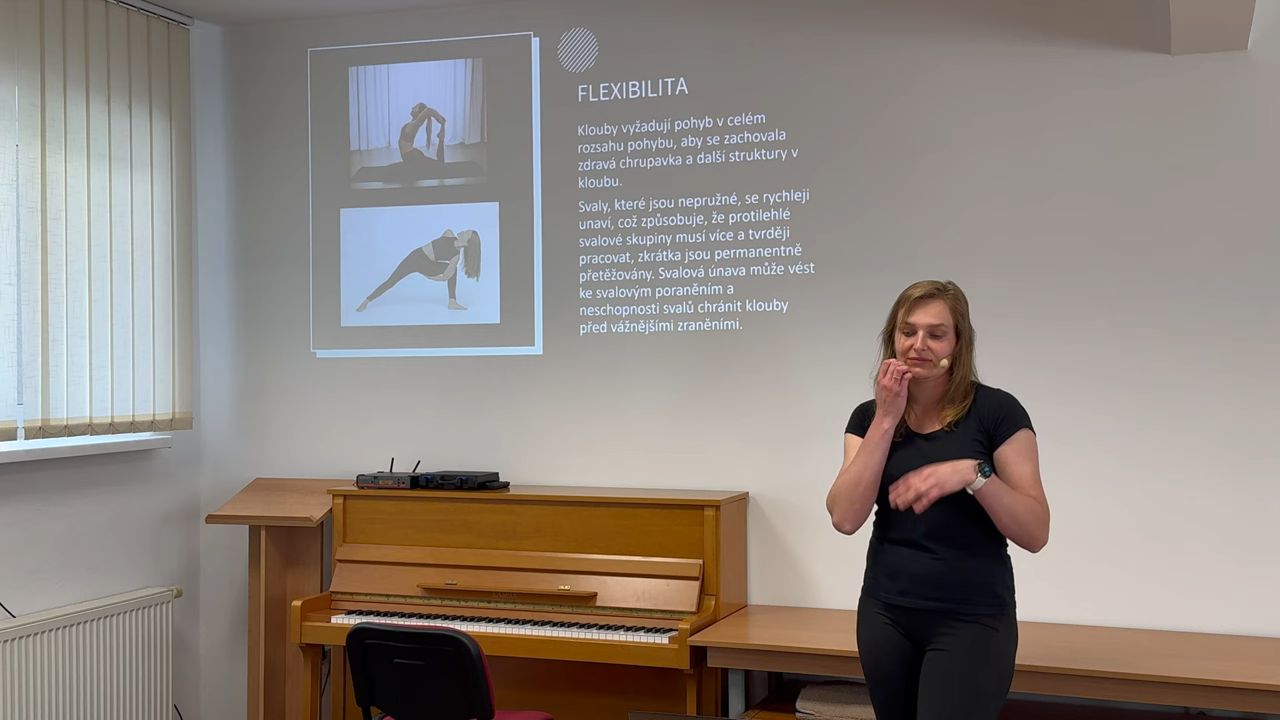 FLEXIBILITA
Klouby vyžadují pohyb v celém
rozsahu pohybu, aby se zachovala
zdravá chrupavka a další struktury v
kloubu.
Svaly, které jsou nepružné, se rychleji
unaví, což způsobuje, že protilehlé
svalové skupiny musí více a tvrději
pracovat, zkrátka jsou permanentně
přetěžovány. Svalová únava může vést
ke svalovým poraněním a
neschopnosti svalů chránit klouby
před vážnějšími zraněními.